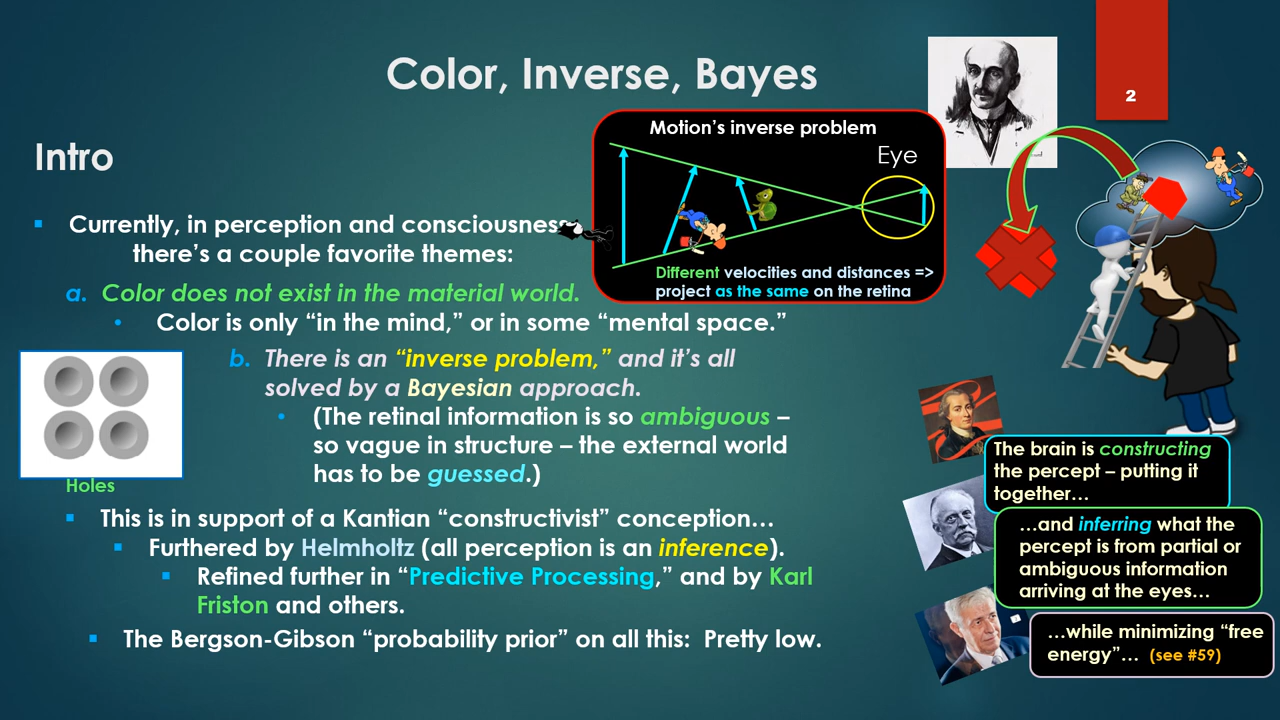 Color, Inverse, Bayes
2
Intro
Motion's inverse problem
Eye
Different velocities and distances =>
project as the same on the retina
Currently, in perception and consciousness
there's a couple favorite themes:
a. Color does not exist in the material world.
Color is only "in the mind," or in some "mental space."
b. There is an "inverse problem," and it's all
solved by a Bayesian approach.
(The retinal information is so ambiguous –
so vague in structure – the external world
has to be guessed.)
Holes
This is in support of a Kantian "constructivist" conception…
Furthered by Helmholtz (all perception is an inference).
Refined further in "Predictive Processing," and by Karl
Friston and others.
The Bergson-Gibson "probability prior" on all this: Pretty low.
The brain is constructing
the percept – putting it
together…
…and inferring what the
percept is from partial or
ambiguous information
arriving at the eyes…
…while minimizing "free
energy"… (see #59)